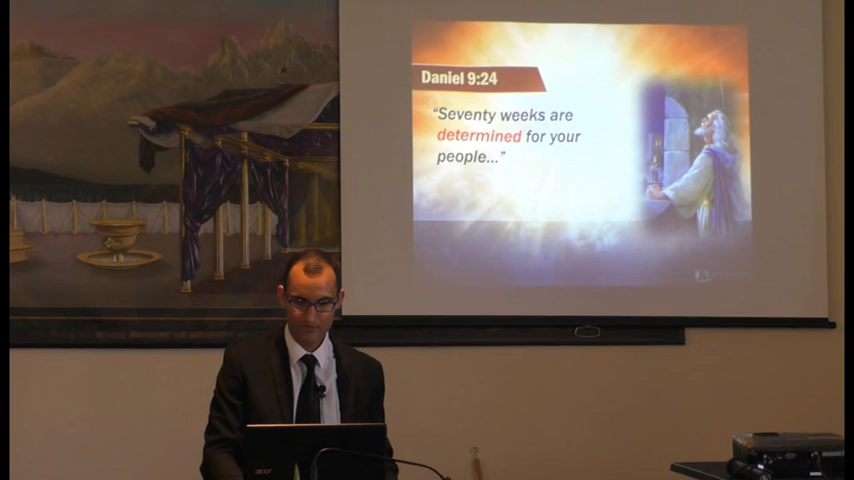 Daniel 9:24
"Seventy weeks are
determined for your
people..."
acer